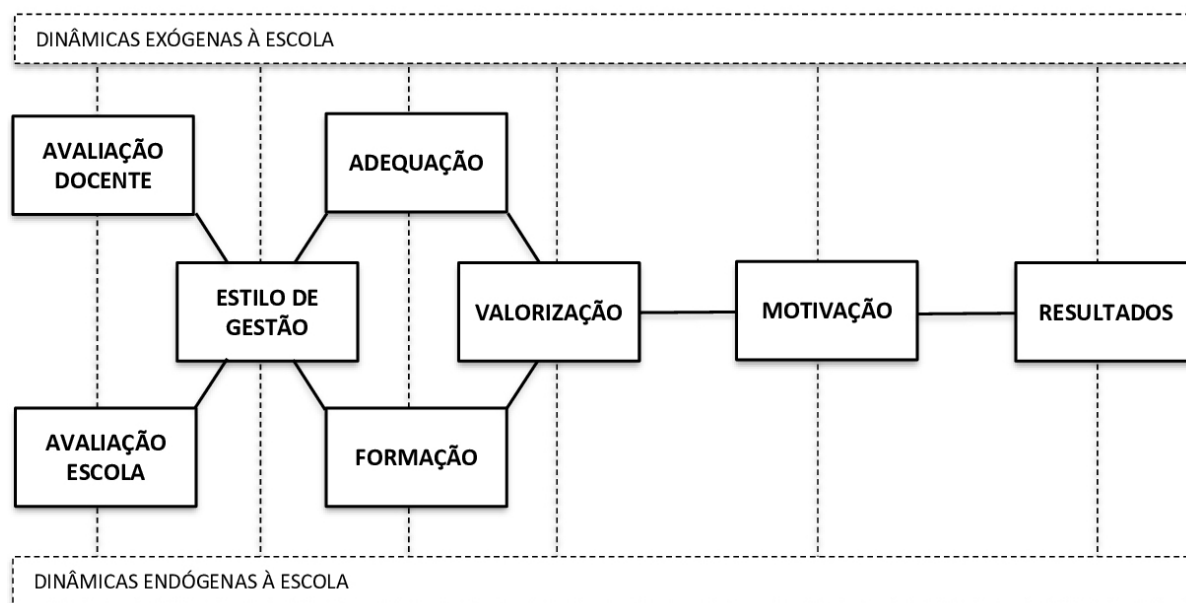 DINÂMICAS EXÓGENAS À ESCOLA
AVALIAÇÃO
DOCENTE
ADEQUAÇÃO
ESTILO DE
GESTÃO
VALORIZAÇÃO
MOTIVAÇÃO
RESULTADOS
AVALIAÇÃO
ESCOLA
FORMAÇÃO
DINÂMICAS ENDÓGENAS À ESCOLA